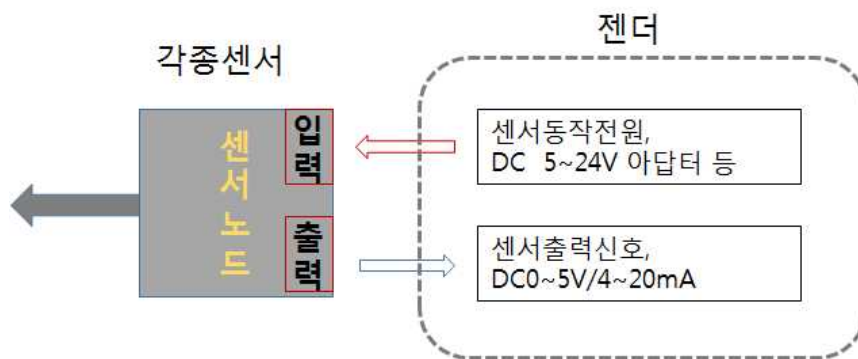 젠더
각종센서
센서노드
입력
출력
센서동작전원,
DC 5~24V 아답터 등
센서출력신호,
DC0~5V/4~20mA